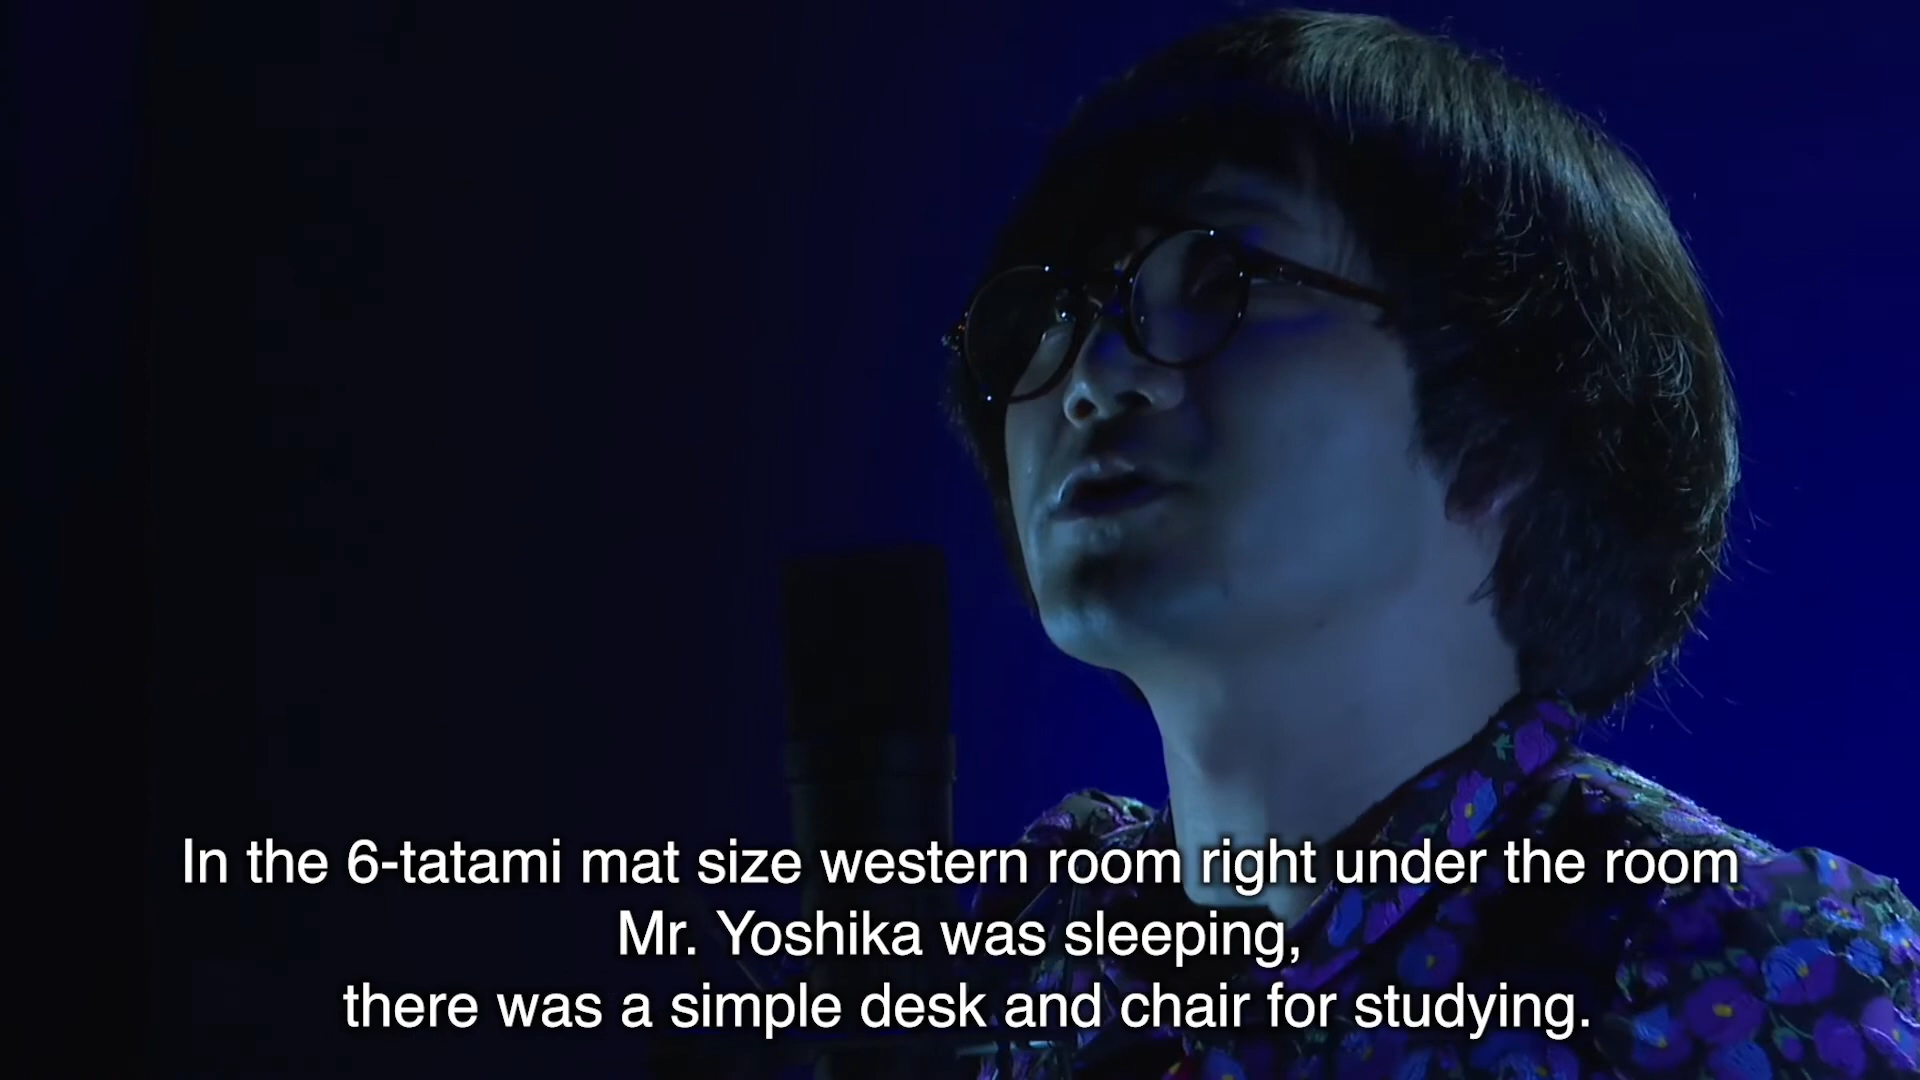 In the 6-tatami mat size western room right under the room
Mr. Yoshika was sleeping,
there was a simple desk and chair for studying.